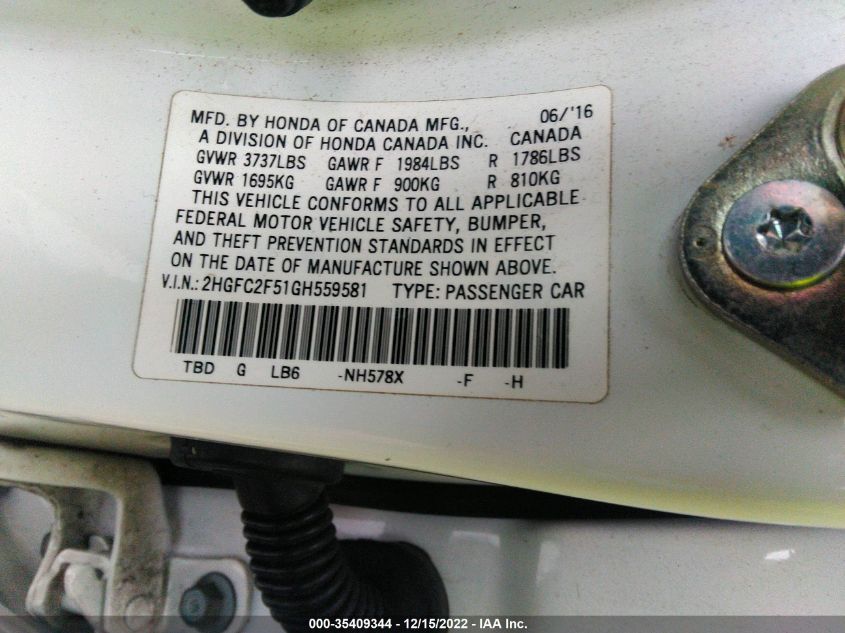 MFD. BY HONDA OF CANADA MFG., 06/'16
A DIVISION OF HONDA CANADA INC. CANADA
GVWR 3737LBS GAWR F 1984LBS R 1786LBS
GVWR 1695KG GAWR F 900KG R 810KG
THIS VEHICLE CONFORMS TO ALL APPLICABLE
FEDERAL MOTOR VEHICLE SAFETY, BUMPER,
AND THEFT PREVENTION STANDARDS IN EFFECT
ON THE DATE OF MANUFACTURE SHOWN ABOVE.
V.I.N.: 2HGFC2F51GH559581 TYPE: PASSENGER CAR
TBD G LB6 -NH578X -F -H
000-35409344 - 12/15/2022 - IAA Inc.